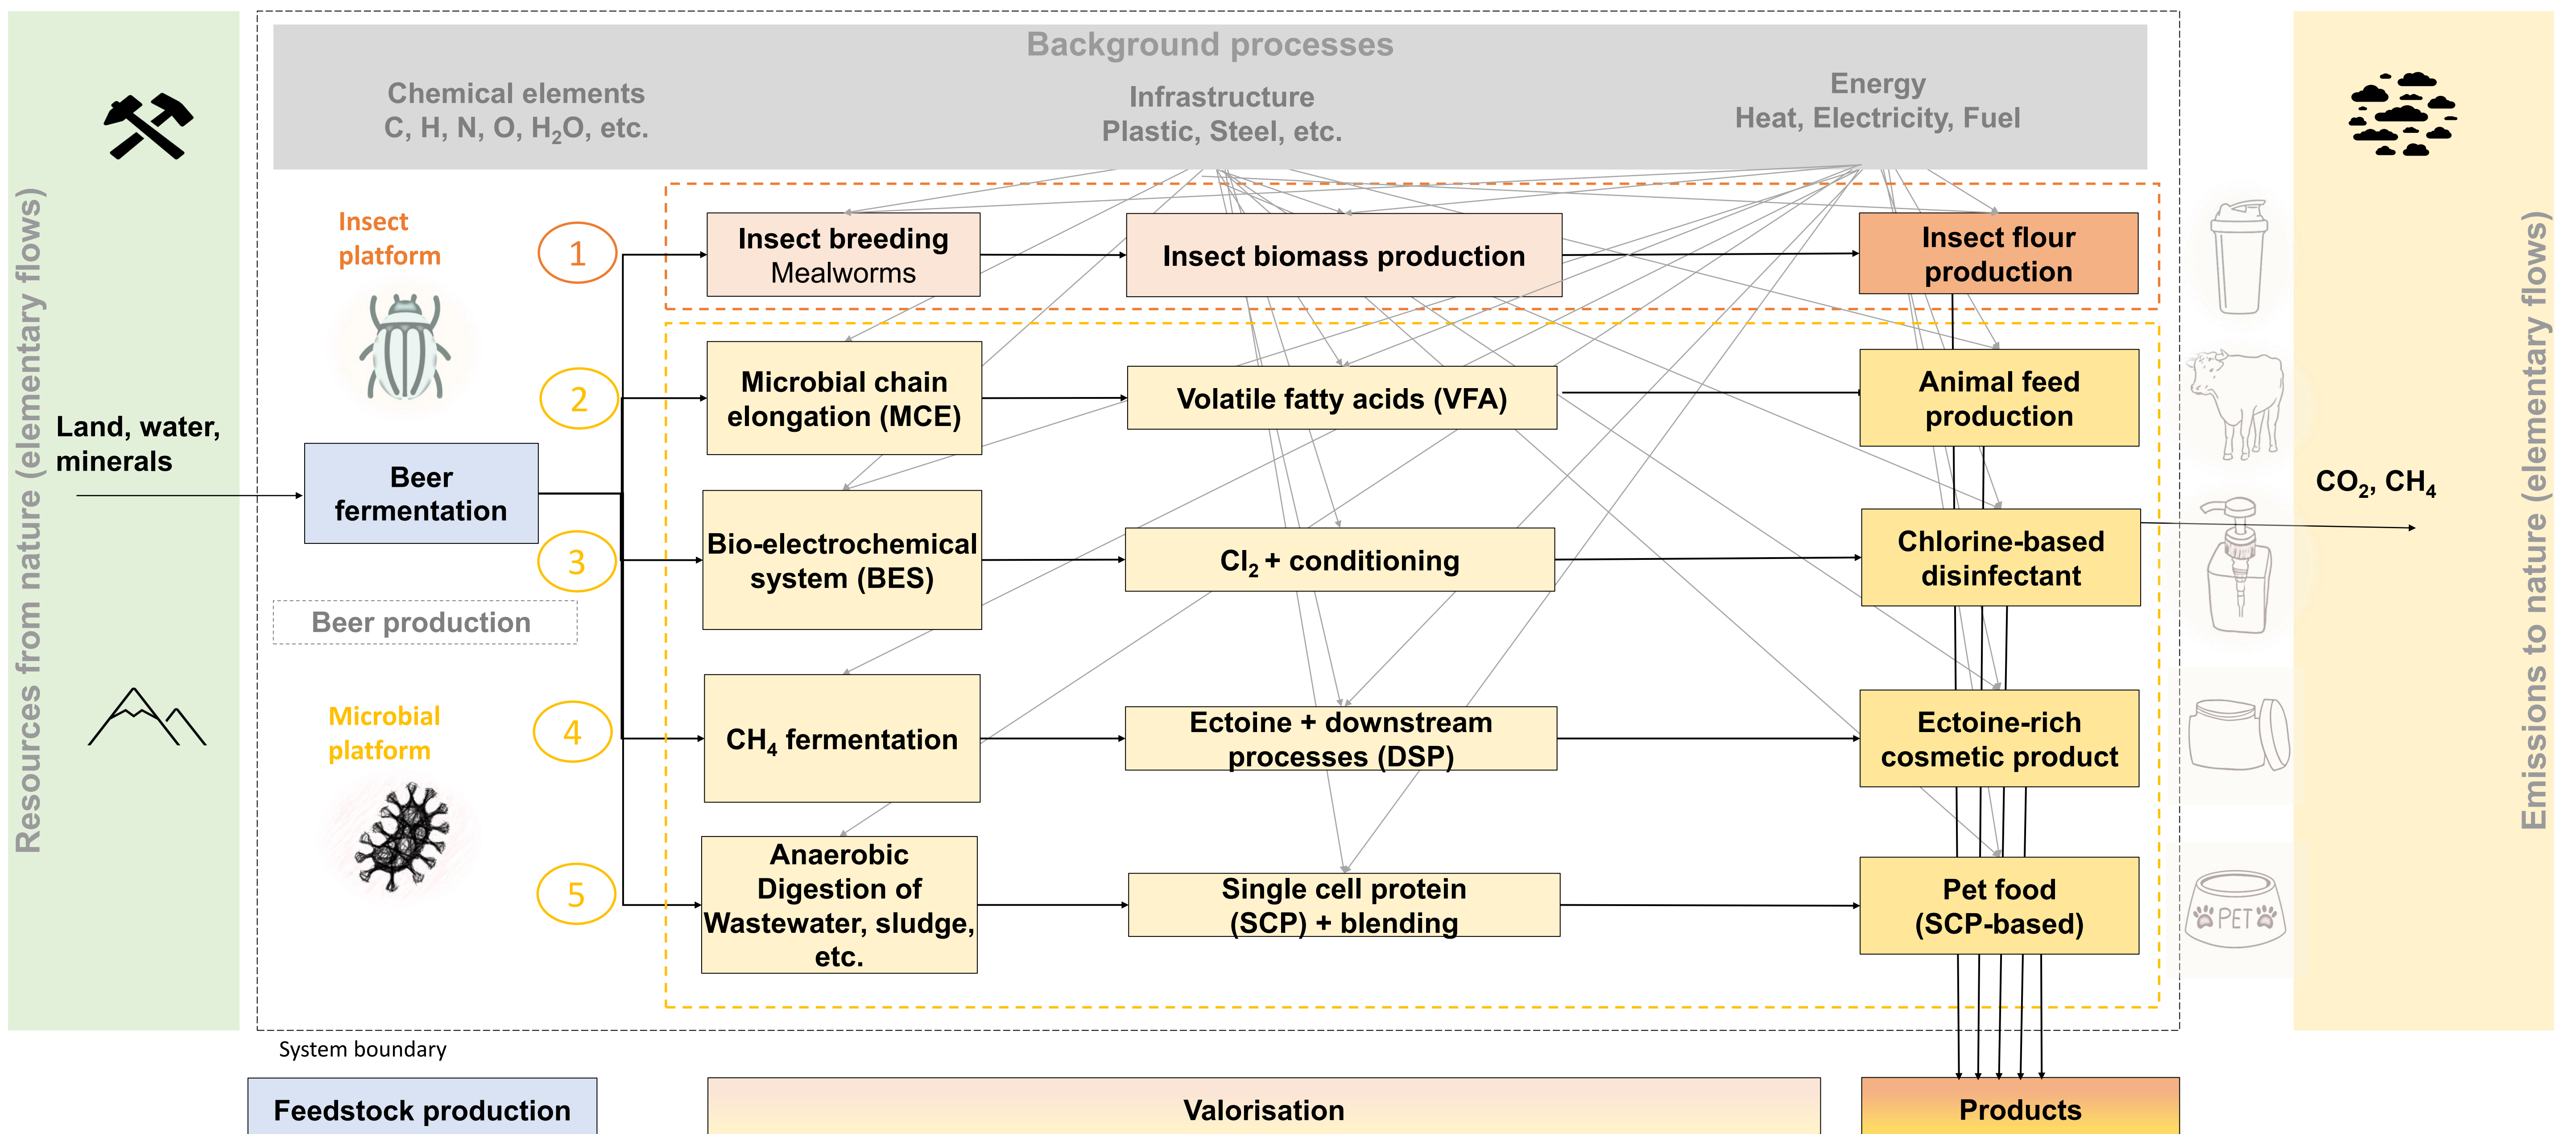 Background processes
Chemical elements
C, H, N, O, H₂O, etc.
Infrastructure
Plastic, Steel, etc.
Energy
Heat, Electricity, Fuel
Resources from nature (elementary flows)
Land, water,
minerals
Insect
platform
Beer
fermentation
Beer production
Microbial
platform
1
Insect breeding
Mealworms
Insect biomass production
Insect flour
production
2
Microbial chain
elongation (MCE)
Volatile fatty acids (VFA)
Animal feed
production
3
Bio-electrochemical
system (BES)
Cl₂ + conditioning
Chlorine-based
disinfectant
4
CH₄ fermentation
Ectoine + downstream
processes (DSP)
Ectoine-rich
cosmetic product
5
Anaerobic
Digestion of
Wastewater, sludge,
etc.
Single cell protein
(SCP) + blending
Pet food
(SCP-based)
PET
CO₂, CH₄
Emissions to nature (elementary flows)
System boundary
Feedstock production
Valorisation
Products